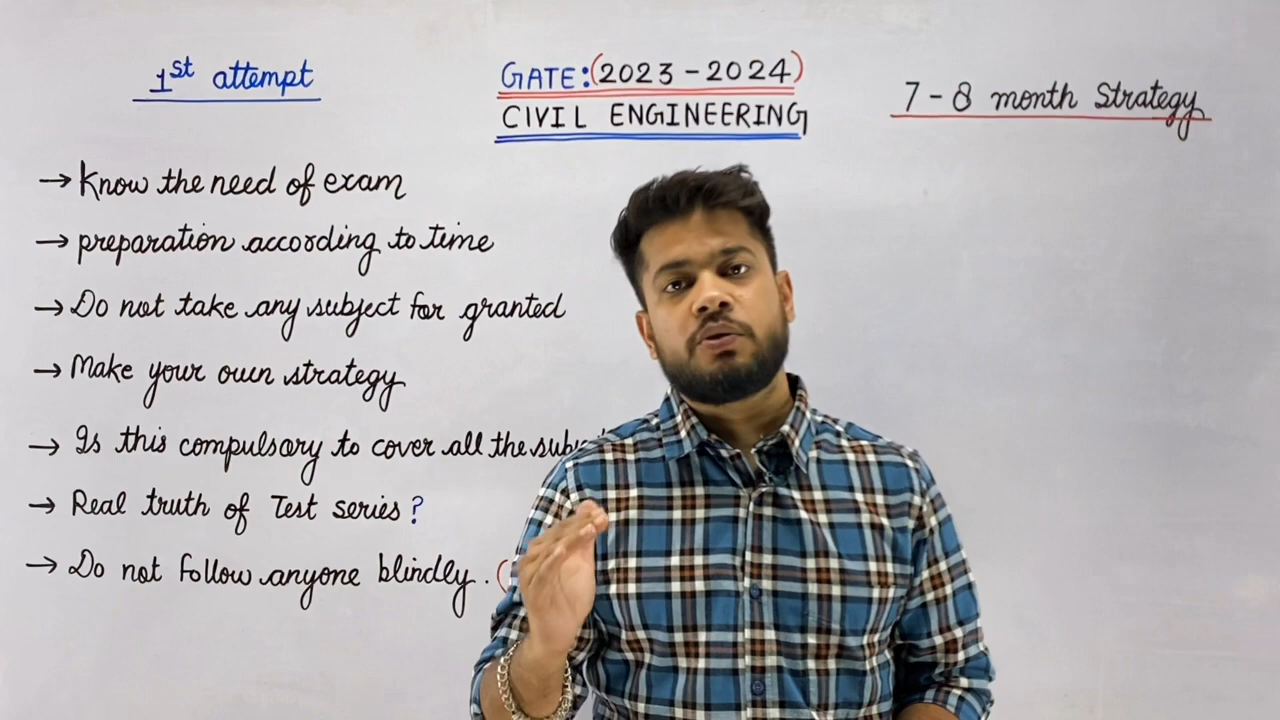 1st attempt
GATE:(2023-2024)
CIVIL ENGINEERING
7-8 month Strategy
→ Know the need of exam
→ preparation according to time
→ Do not take any subject for granted
→ Make your own strategy
→ Is this compulsary to cover all the
→ Real truth of Test series?
→ Do not follow anyone blindly. (